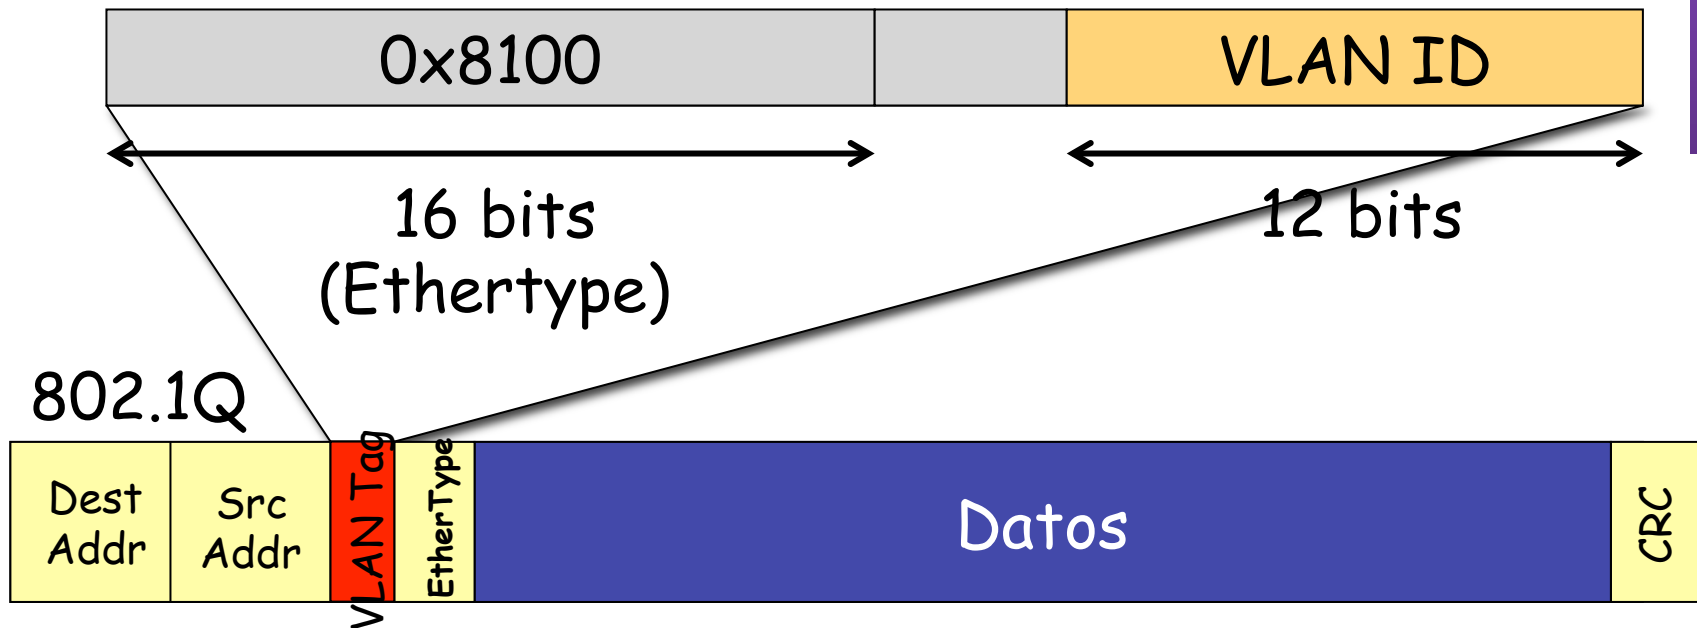 0x8100
VLAN ID
16 bits
(Ethertype)
12 bits
802.1Q
Dest
Addr
Src
Addr
VLAN Tag
EtherType
Datos
CRC